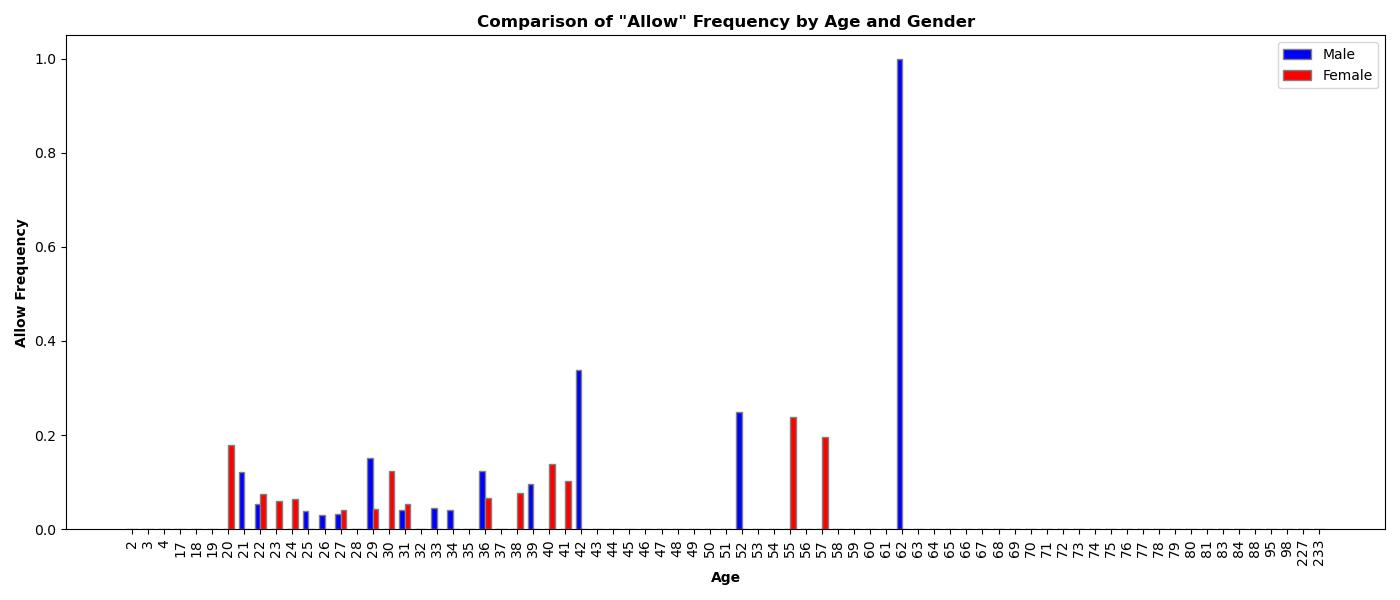 Comparison of "Allow" Frequency by Age and Gender
Male
Female
1.0
0.8
0.6
0.4
0.2
0.0
Allow Frequency
2 3 4 17 18 19 20 21 22 23 24 25 26 27 28 29 30 31 32 33 34 35 36 37 38 39 40 41 42 43 44 45 46 47 48 49 50 51 52 53 54 55 56 57 58 59 60 61 62 63 64 65 66 67 68 69 70 71 72 73 74 75 76 77 78 79 80 81 83 84 88 95 98 227 233
Age